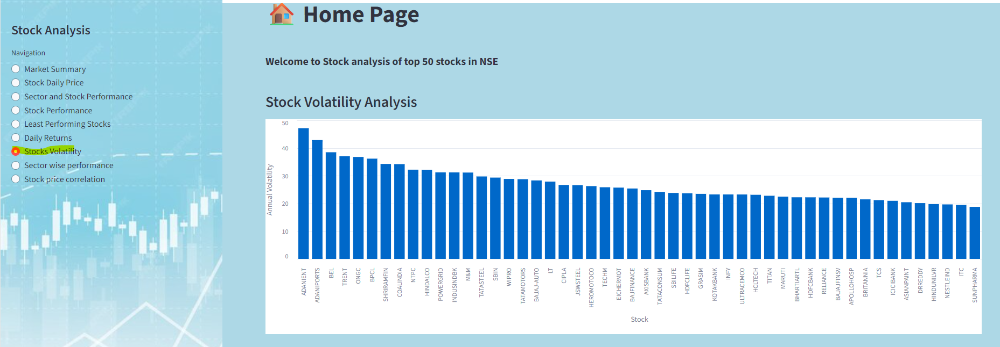 Stock Analysis
Navigation
Market Summary
Stock Daily Price
Sector and Stock Performance
Stock Performance
Least Performing Stocks
Daily Returns
Stocks Volatility
Sector wise performance
Stock price correlation
Home Page
Welcome to Stock analysis of top 50 stocks in NSE
Stock Volatility Analysis
Annual Volatility
50
40
30
20
10
0
ADANIENT
ADANIPORTS
BEL
TRENT
ONGC
BPCL
SHRIRAMFIN
COALINDIA
NTPC
HINDALCO
POWERGRID
INDUSINDBK
M&M
TATASTEEL
SBIN
WIPRO
TATAMOTORS
BAJAJ-AUTO
LT
CIPLA
JSWSTEEL
HEROMOTOCO
TECHM
EICHERMOT
BAJFINANCE
AXISBANK
TATACONSUM
SBILIFE
HDFCLIFE
GRASIM
KOTAKBANK
INFY
ULTRACEMCO
HCLTECH
TITAN
MARUTI
BHARTIARTL
HDFCBANK
RELIANCE
BAJAJFINSV
APOLLOHOSP
BRITANNIA
TCS
ICICIBANK
ASIANPAINT
DRREDDY
HINDUNILVR
NESTLEIND
ITC
SUNPHARMA
Stock